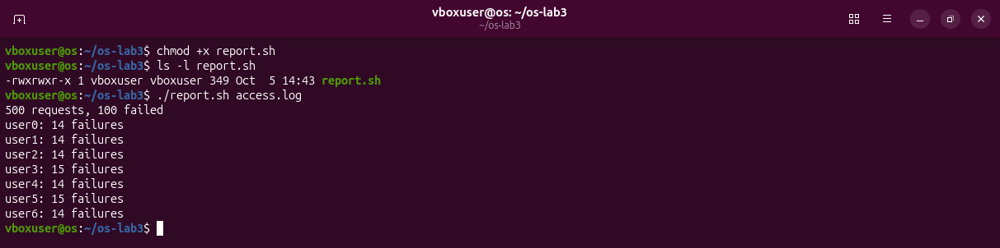 vboxuser@os: ~/os-lab3
~/os-lab3
vboxuser@os:~/os-lab3$ chmod +x report.sh
vboxuser@os:~/os-lab3$ ls -l report.sh
-rwxrwxr-x 1 vboxuser vboxuser 349 Oct  5 14:43 report.sh
vboxuser@os:~/os-lab3$ ./report.sh access.log
500 requests, 100 failed
user0: 14 failures
user1: 14 failures
user2: 14 failures
user3: 15 failures
user4: 14 failures
user5: 15 failures
user6: 14 failures
vboxuser@os:~/os-lab3$